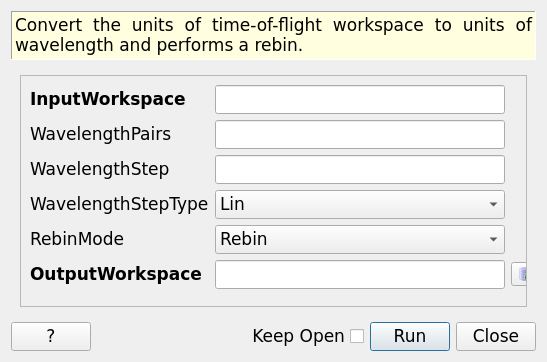 Convert the units of time-of-flight workspace to units of
wavelength and performs a rebin.
InputWorkspace
WavelengthPairs
WavelengthStep
WavelengthStepType Lin
RebinMode Rebin
OutputWorkspace
? Keep Open Run Close